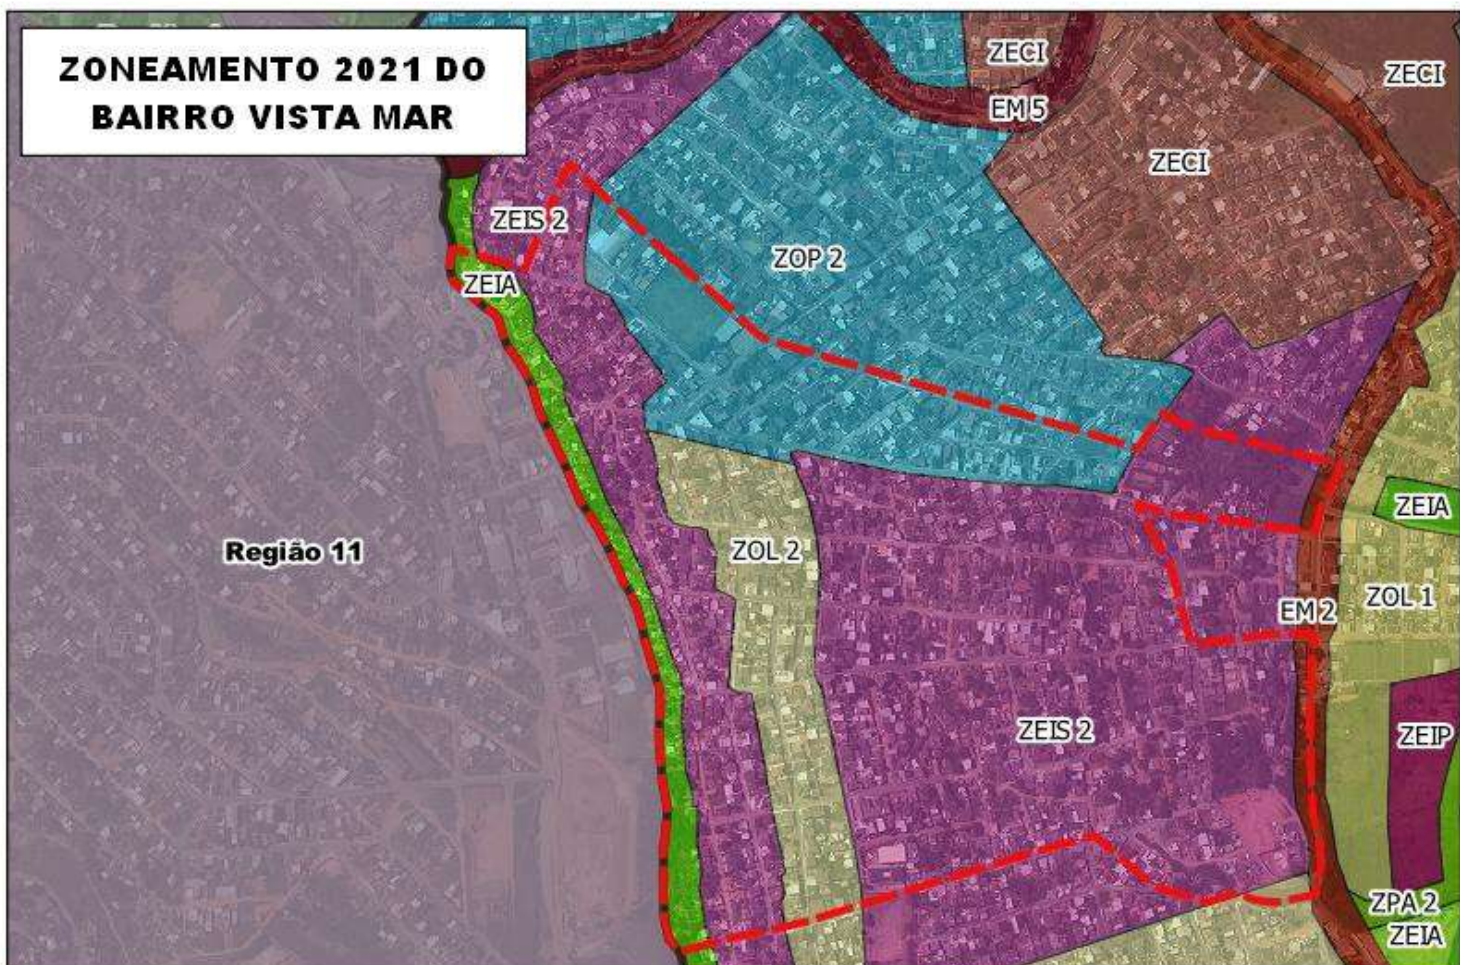 ZONEAMENTO 2021 DO
BAIRRO VISTA MAR
ZECI
ZECI
EM 5
ZECI
ZEIS 2
ZOP 2
ZEIA
ZEIA
Região 11
ZOL 2
ZOL 1
EM 2
ZEIS 2
ZEIP
ZPA 2
ZEIA